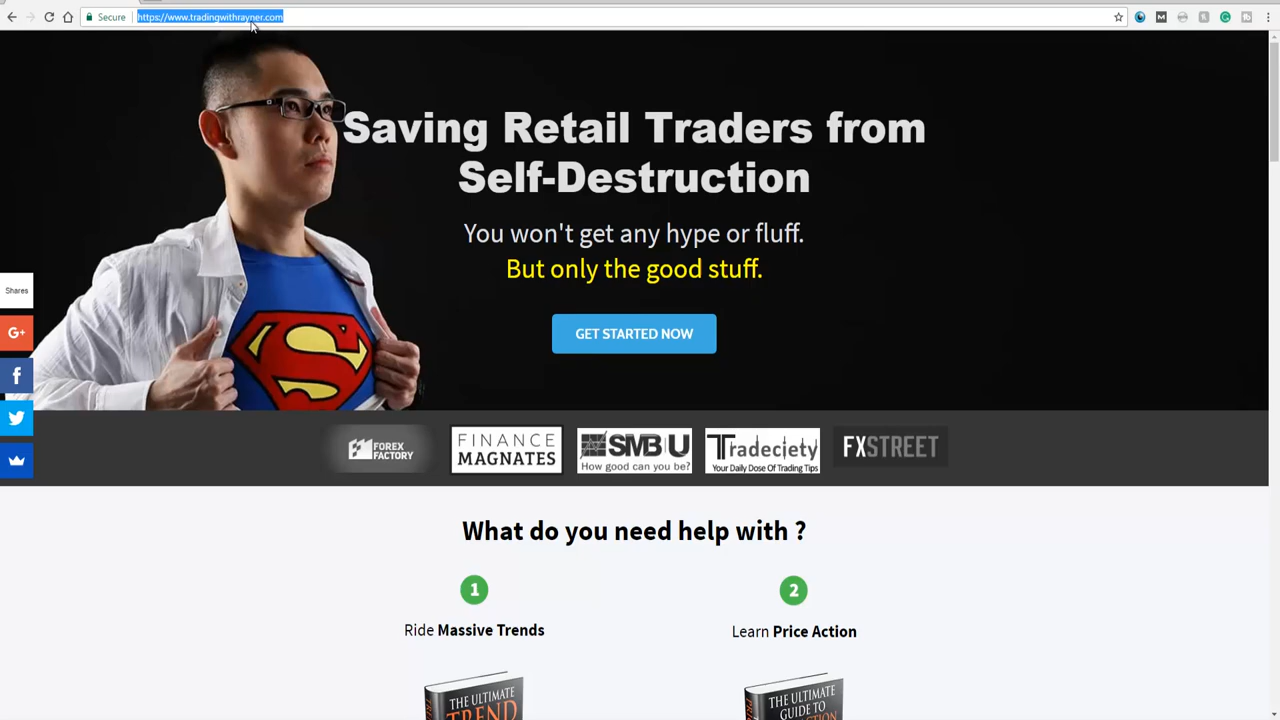 Secure
https://www.tradingwithrayner.com
Saving Retail Traders from
Self-Destruction
You won't get any hype or fluff.
But only the good stuff.
GET STARTED NOW
Shares
G+
f
S
FOREX
FACTORY
FINANCE
MAGNATES
SMB U
How good can you be?
Tradeciety
Your Daily Dose Of Trading Tips
FXSTREET
What do you need help with ?
1
Ride Massive Trends
2
Learn Price Action
THE ULTIMATE
TREND
THE ULTIMATE
GUIDE TO